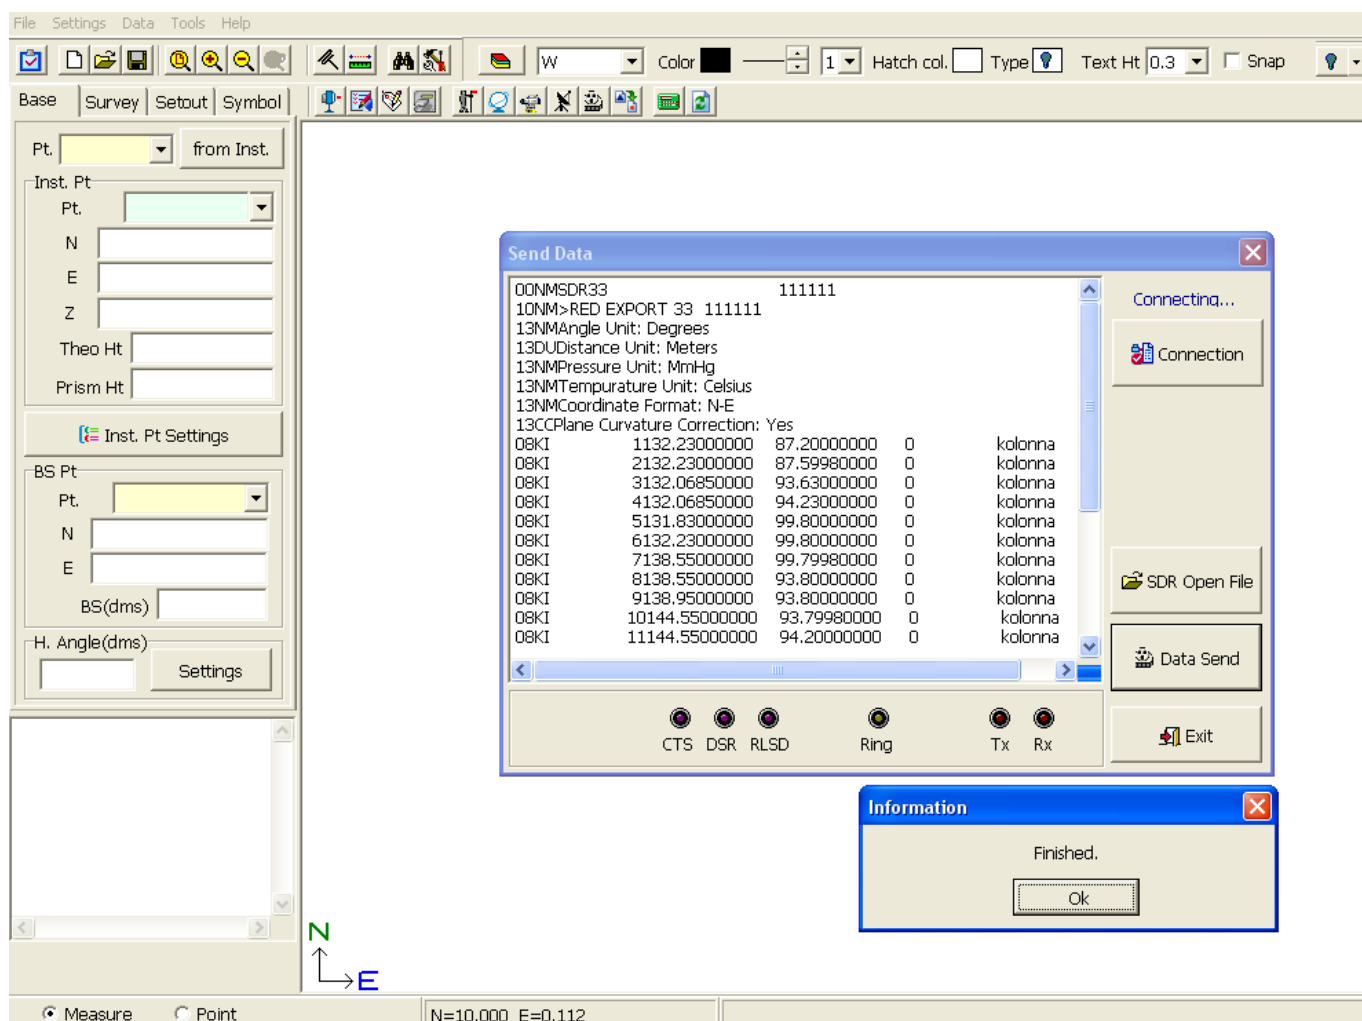 File Settings Data Tools Help
W Color 1 Hatch col. Type Text Ht 0.3 Snap
Base Survey Setout Symbol
Pt. from Inst.
Inst. Pt
Pt.
N
E
Z
Theo Ht
Prism Ht
Inst. Pt Settings
BS Pt
Pt.
N
E
BS(dms)
H. Angle(dms)
Settings
Send Data
00NMSDR33 111111
10NM>RED EXPORT 33 111111
13NMAngle Unit: Degrees
13DUDistance Unit: Meters
13NMPressure Unit: MmHg
13NMTempurature Unit: Celsius
13NMCoordinate Format: N-E
13CCPlane Curvature Correction: Yes
08KI 1132.23000000 87.20000000 0 kolonna
08KI 2132.23000000 87.59980000 0 kolonna
08KI 3132.06850000 93.63000000 0 kolonna
08KI 4132.06850000 94.23000000 0 kolonna
08KI 5131.83000000 99.80000000 0 kolonna
08KI 6132.23000000 99.80000000 0 kolonna
08KI 7138.55000000 99.79980000 0 kolonna
08KI 8138.55000000 93.80000000 0 kolonna
08KI 9138.95000000 93.80000000 0 kolonna
08KI 10144.55000000 93.79980000 0 kolonna
08KI 11144.55000000 94.20000000 0 kolonna
Connecting...
Connection
SDR Open File
Data Send
Exit
CTS DSR RLSD Ring Tx Rx
Information
Finished.
Ok
N
E
Measure Point N=10.000 E=0.112